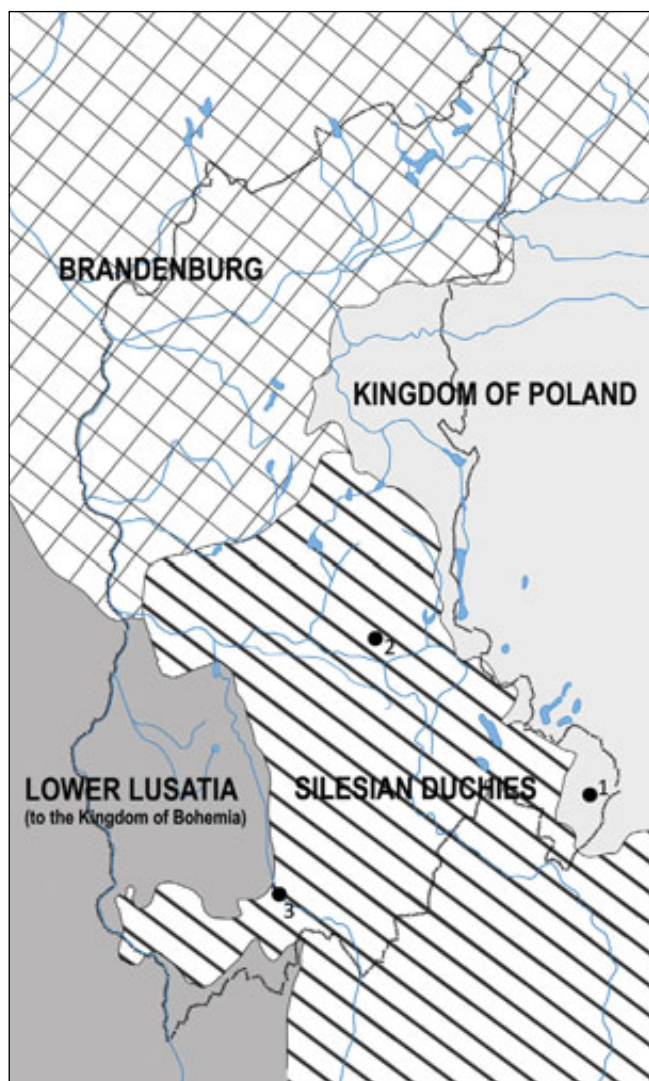 BRANDENBURG
KINGDOM OF POLAND
2
LOWER LUSATIA
(to the Kingdom of Bohemia)
SILESIAN DUCHIES
1
3